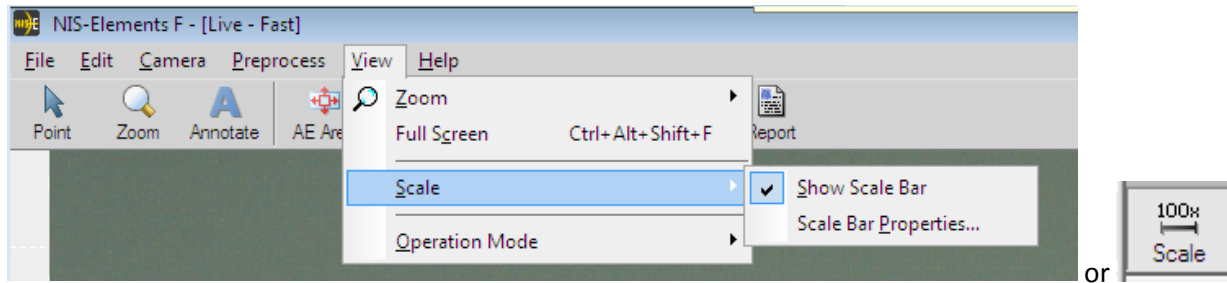 NIS-Elements F - [Live - Fast]
File Edit Camera Preprocess View Help
Point Zoom Annotate AE Are Report
Zoom
Full Screen Ctrl+Alt+Shift+F
Scale
Show Scale Bar
Scale Bar Properties...
Operation Mode
or
100x
Scale